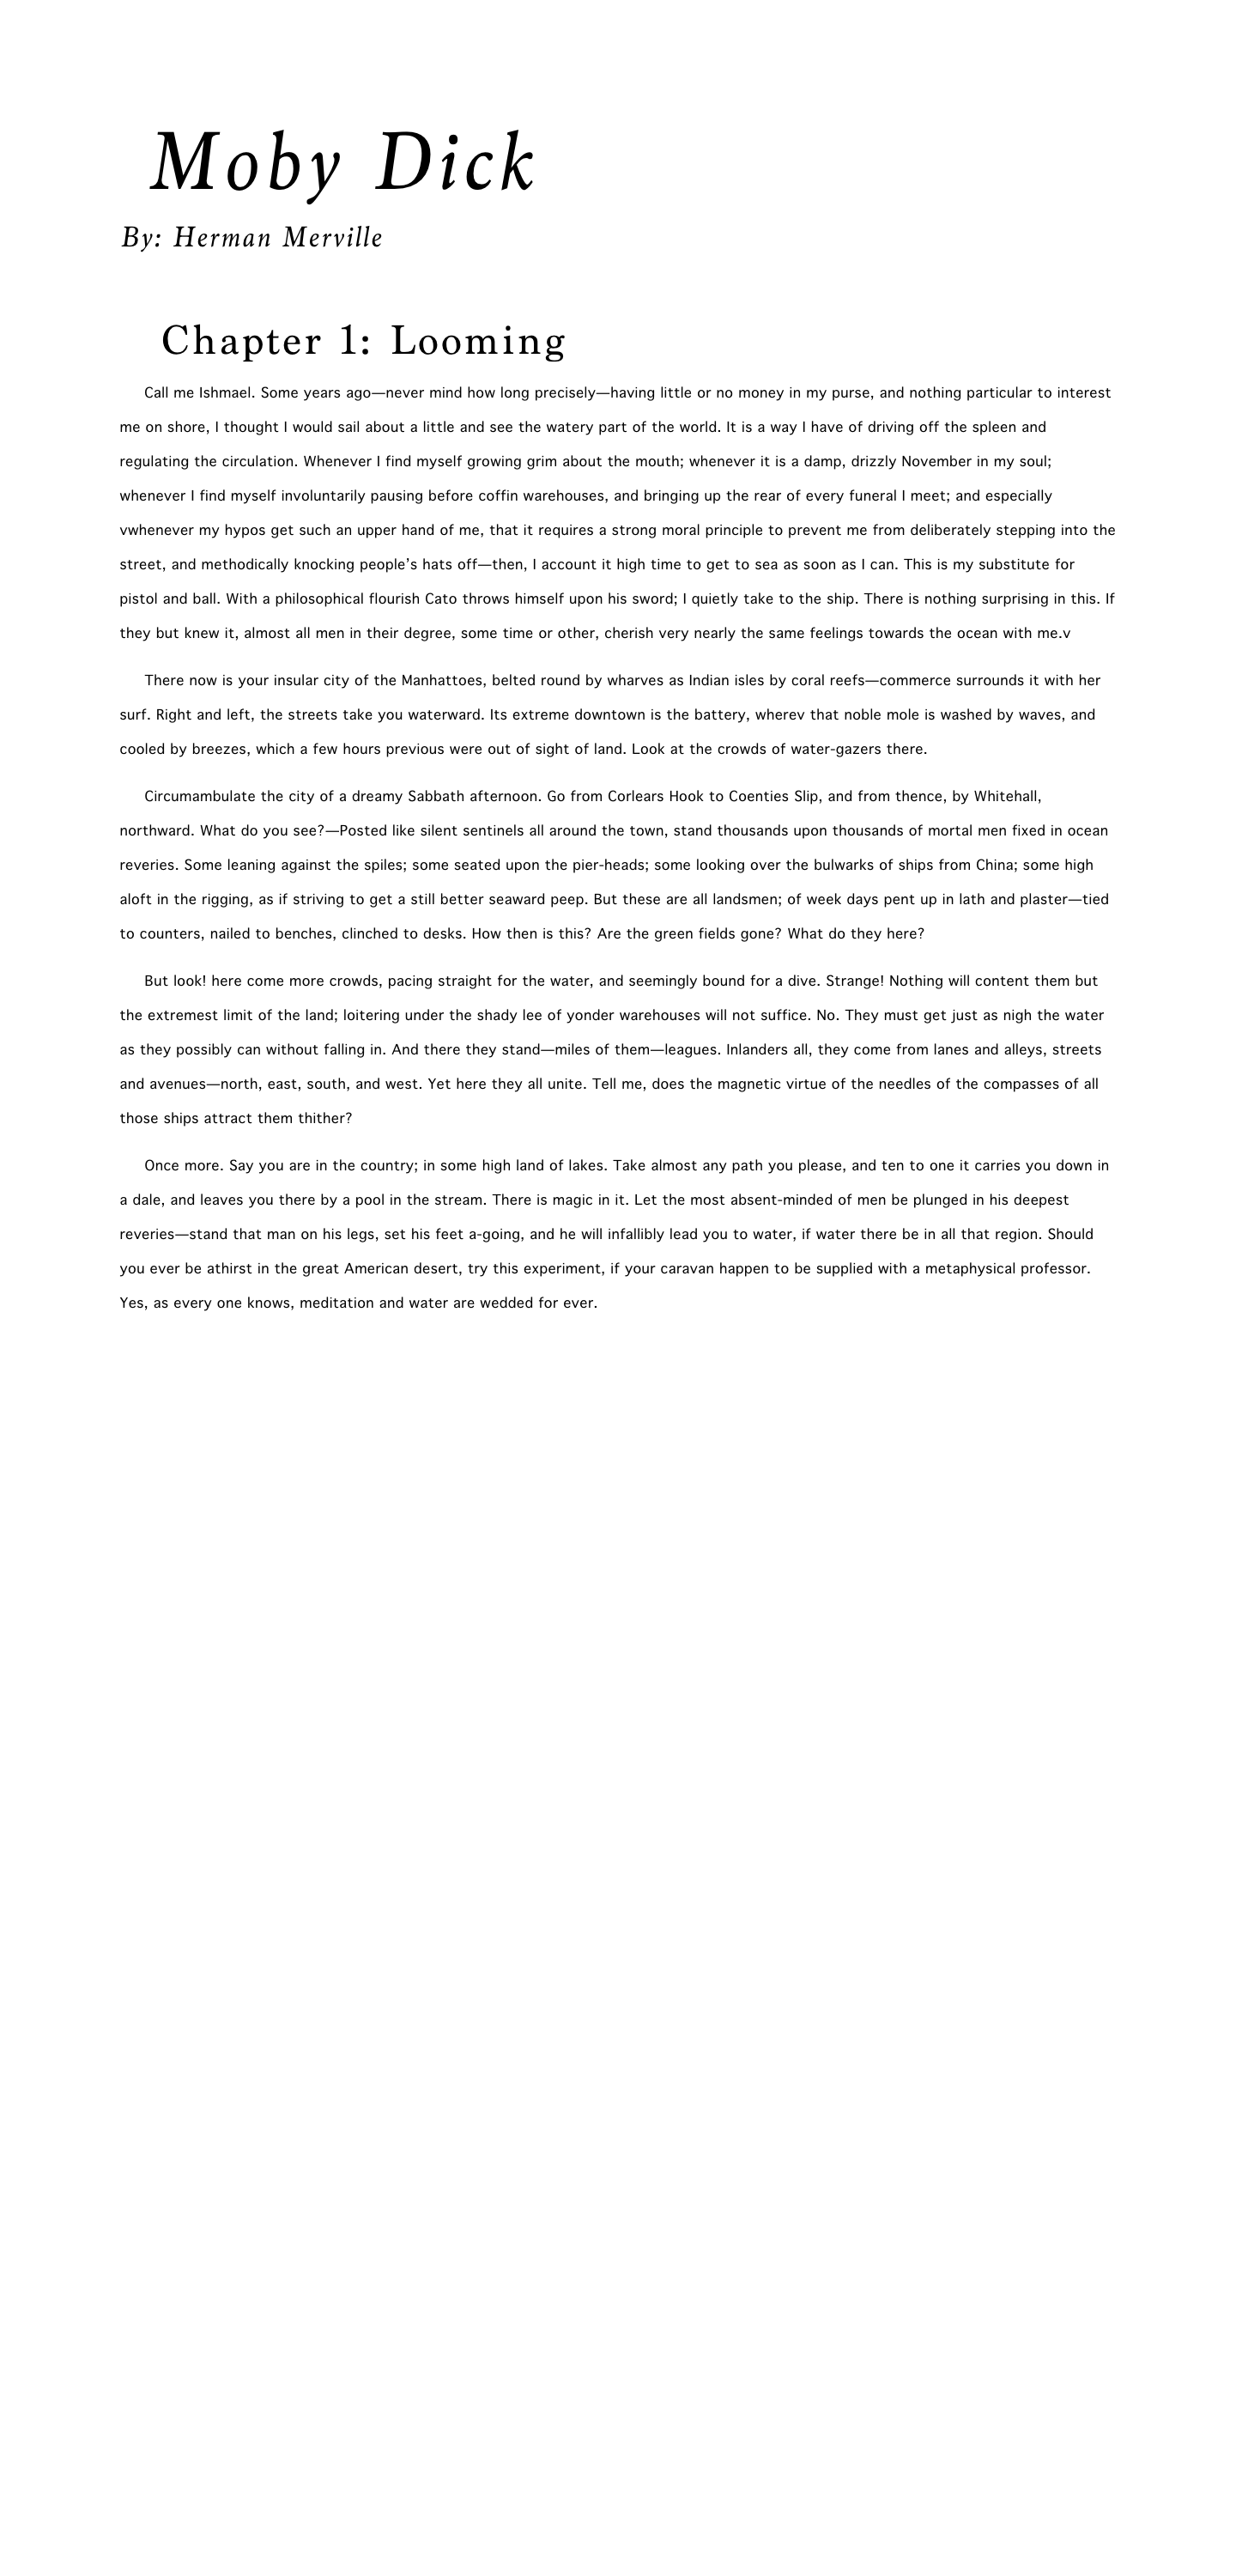 Moby Dick
By: Herman Merville
Chapter 1: Looming
Call me Ishmael. Some years ago—never mind how long precisely—having little or no money in my purse, and nothing particular to interest
me on shore, I thought I would sail about a little and see the watery part of the world. It is a way I have of driving off the spleen and
regulating the circulation. Whenever I find myself growing grim about the mouth; whenever it is a damp, drizzly November in my soul;
whenever I find myself involuntarily pausing before coffin warehouses, and bringing up the rear of every funeral I meet; and especially
vwhenever my hypos get such an upper hand of me, that it requires a strong moral principle to prevent me from deliberately stepping into the
street, and methodically knocking people’s hats off—then, I account it high time to get to sea as soon as I can. This is my substitute for
pistol and ball. With a philosophical flourish Cato throws himself upon his sword; I quietly take to the ship. There is nothing surprising in this. If
they but knew it, almost all men in their degree, some time or other, cherish very nearly the same feelings towards the ocean with me.v
There now is your insular city of the Manhattoes, belted round by wharves as Indian isles by coral reefs—commerce surrounds it with her
surf. Right and left, the streets take you waterward. Its extreme downtown is the battery, wherev that noble mole is washed by waves, and
cooled by breezes, which a few hours previous were out of sight of land. Look at the crowds of water-gazers there.
Circumambulate the city of a dreamy Sabbath afternoon. Go from Corlears Hook to Coenties Slip, and from thence, by Whitehall,
northward. What do you see?—Posted like silent sentinels all around the town, stand thousands upon thousands of mortal men fixed in ocean
reveries. Some leaning against the spiles; some seated upon the pier-heads; some looking over the bulwarks of ships from China; some high
aloft in the rigging, as if striving to get a still better seaward peep. But these are all landsmen; of week days pent up in lath and plaster—tied
to counters, nailed to benches, clinched to desks. How then is this? Are the green fields gone? What do they here?
But look! here come more crowds, pacing straight for the water, and seemingly bound for a dive. Strange! Nothing will content them but
the extremest limit of the land; loitering under the shady lee of yonder warehouses will not suffice. No. They must get just as nigh the water
as they possibly can without falling in. And there they stand—miles of them—leagues. Inlanders all, they come from lanes and alleys, streets
and avenues—north, east, south, and west. Yet here they all unite. Tell me, does the magnetic virtue of the needles of the compasses of all
those ships attract them thither?
Once more. Say you are in the country; in some high land of lakes. Take almost any path you please, and ten to one it carries you down in
a dale, and leaves you there by a pool in the stream. There is magic in it. Let the most absent-minded of men be plunged in his deepest
reveries—stand that man on his legs, set his feet a-going, and he will infallibly lead you to water, if water there be in all that region. Should
you ever be athirst in the great American desert, try this experiment, if your caravan happen to be supplied with a metaphysical professor.
Yes, as every one knows, meditation and water are wedded for ever.